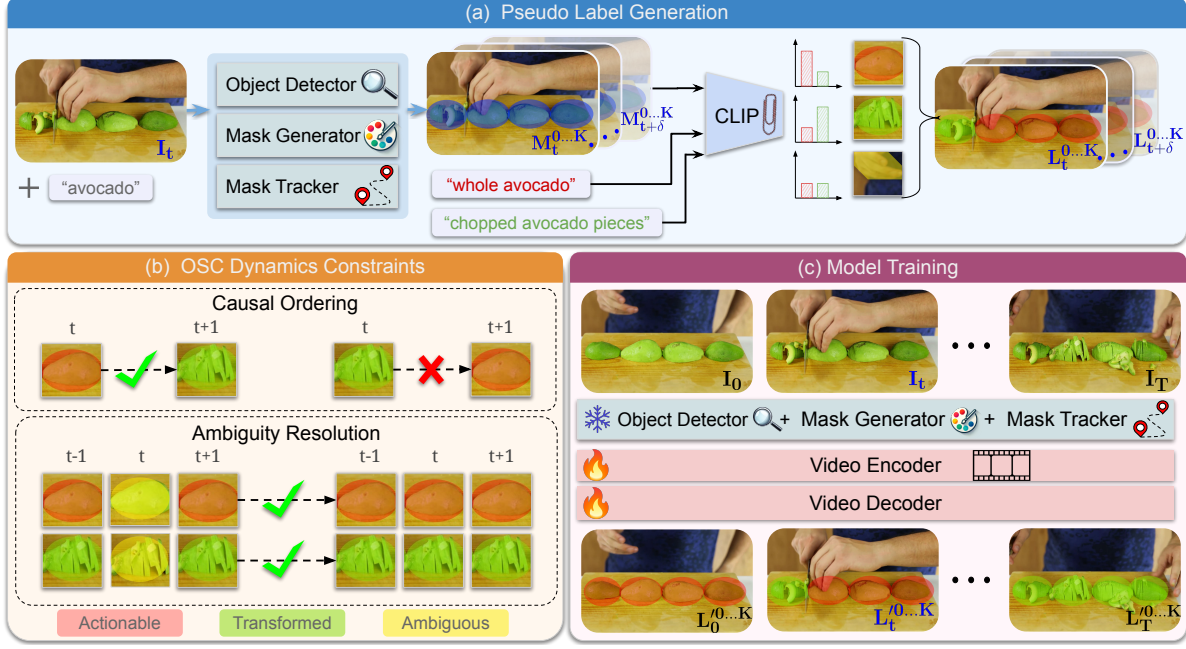 (a) Pseudo Label Generation
I_t
+ "avocado"
Object Detector
Mask Generator
Mask Tracker
M_t^{0...K}
M_{t+δ}^{0...K}
"whole avocado"
"chopped avocado pieces"
CLIP
L_t^{0...K}
L_{t+δ}^{0...K}
(b) OSC Dynamics Constraints
Causal Ordering
t t+1 t t+1
Ambiguity Resolution
t-1 t t+1 t-1 t t+1
Actionable Transformed Ambiguous
(c) Model Training
I_0 I_t I_T
Object Detector + Mask Generator + Mask Tracker
Video Encoder
Video Decoder
L'_0^{0...K} L'_t^{0...K} L'_T^{0...K}